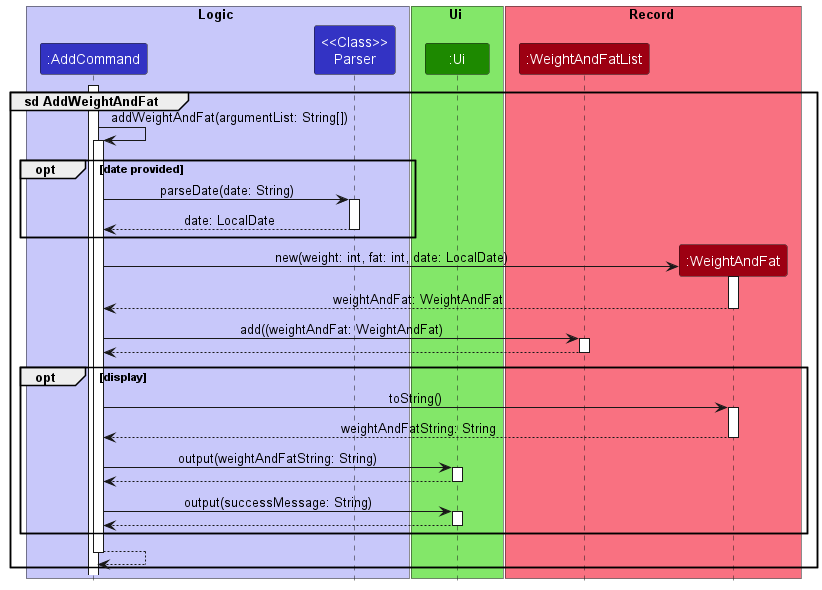 Logic
Ui
Record
:AddCommand
<<Class>>
Parser
:Ui
:WeightAndFatList
sd AddWeightAndFat
addWeightAndFat(argumentList: String[])
opt
[date provided]
parseDate(date: String)
date: LocalDate
new(weight: int, fat: int, date: LocalDate)
:WeightAndFat
weightAndFat: WeightAndFat
add((weightAndFat: WeightAndFat)
opt
[display]
toString()
weightAndFatString: String
output(weightAndFatString: String)
output(successMessage: String)